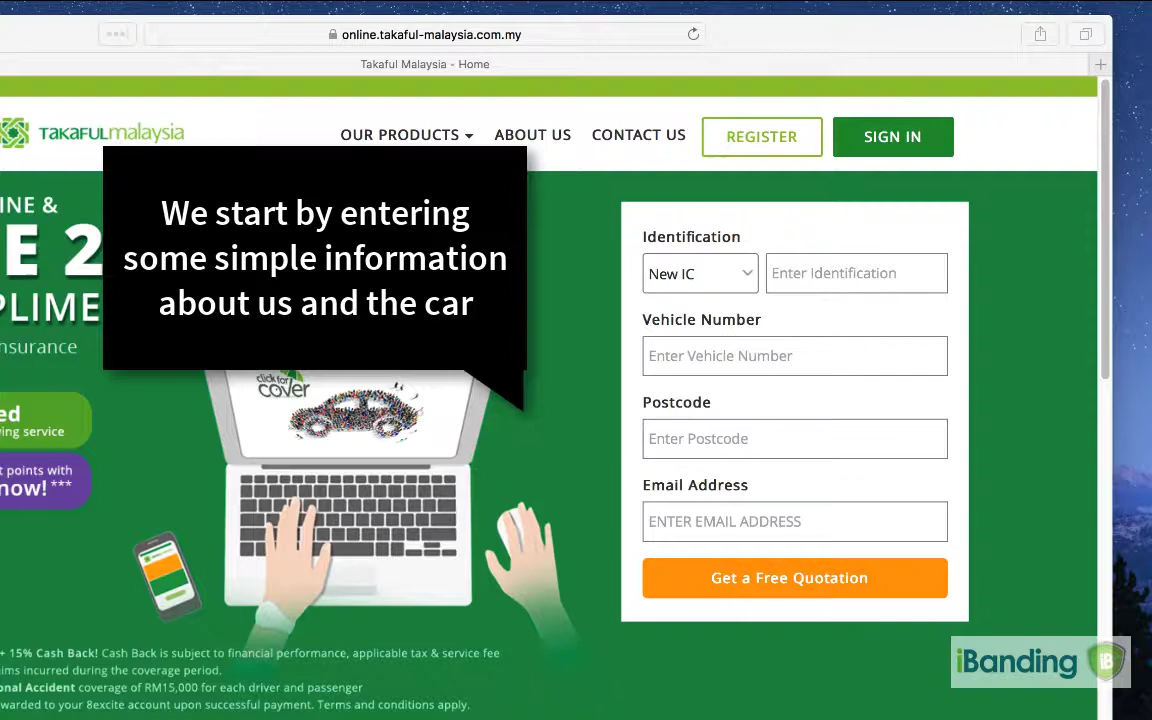 online.takaful-malaysia.com.my
Takaful Malaysia - Home
TAKAFULmalaysia
OUR PRODUCTS
ABOUT US
CONTACT US
REGISTER
SIGN IN
We start by entering
some simple information
about us and the car
INE &
E 2
PLIME
nsurance
ed
ing service
t points with
now! ***
click for
cover
Identification
New IC
Enter Identification
Vehicle Number
Enter Vehicle Number
Postcode
Enter Postcode
Email Address
ENTER EMAIL ADDRESS
Get a Free Quotation
+ 15% Cash Back! Cash Back is subject to financial performance, applicable tax & service fee
ims incurred during the coverage period.
onal Accident coverage of RM15,000 for each driver and passenger
warded to your 8excite account upon successful payment. Terms and conditions apply.
iBanding
iB